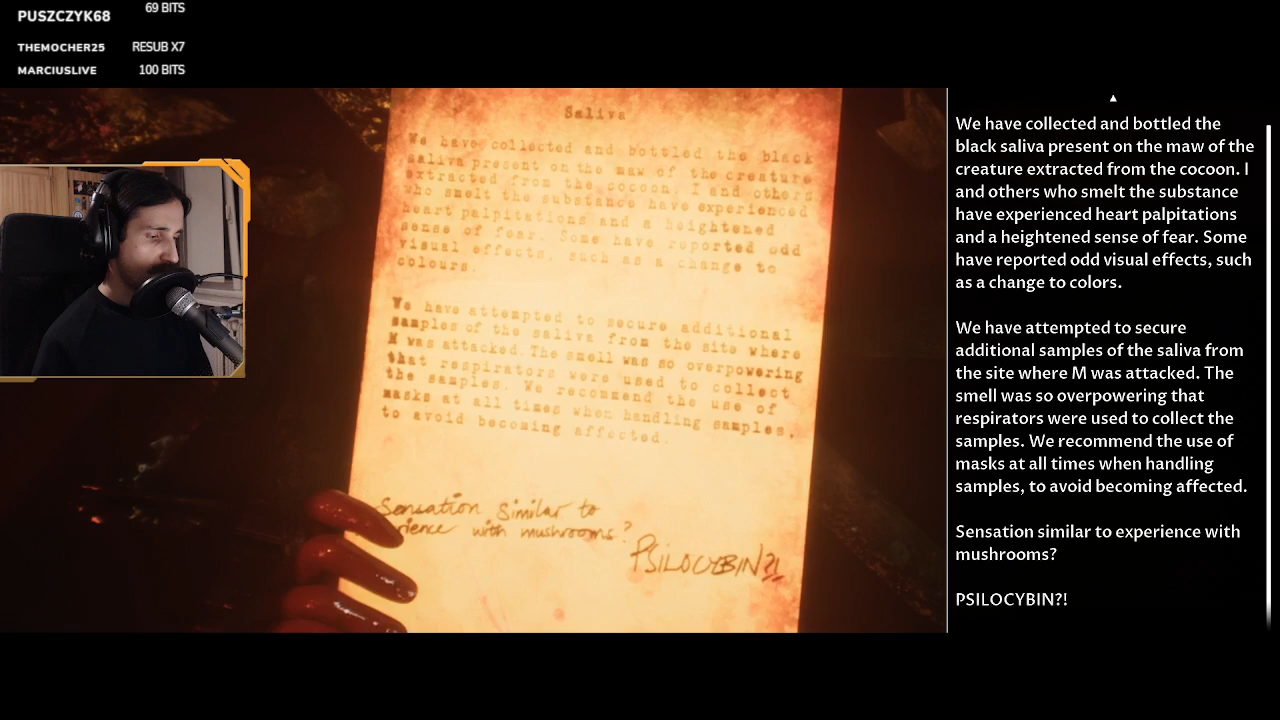 PUSZCZYK68 69 BITS
THEMOCHER25 RESUB X7
MARCIUSLIVE 100 BITS
Saliva
We have collected and bottled the black
saliva present on the maw of the creature
extracted from the cocoon. I and others
who smelt the substance have experienced
heart palpitations and a heightened
sense of fear. Some have reported odd
visual effects, such as a change to
colours.
We have attempted to secure additional
samples of the saliva from the site where
M was attacked. The smell was so overpowering
that respirators were used to collect
the samples. We recommend the use of
masks at all times when handling samples,
to avoid becoming affected.
Sensation similar to
rience with mushrooms?
PSILOCYBIN?!
We have collected and bottled the
black saliva present on the maw of the
creature extracted from the cocoon. I
and others who smelt the substance
have experienced heart palpitations
and a heightened sense of fear. Some
have reported odd visual effects, such
as a change to colors.
We have attempted to secure
additional samples of the saliva from
the site where M was attacked. The
smell was so overpowering that
respirators were used to collect the
samples. We recommend the use of
masks at all times when handling
samples, to avoid becoming affected.
Sensation similar to experience with
mushrooms?
PSILOCYBIN?!